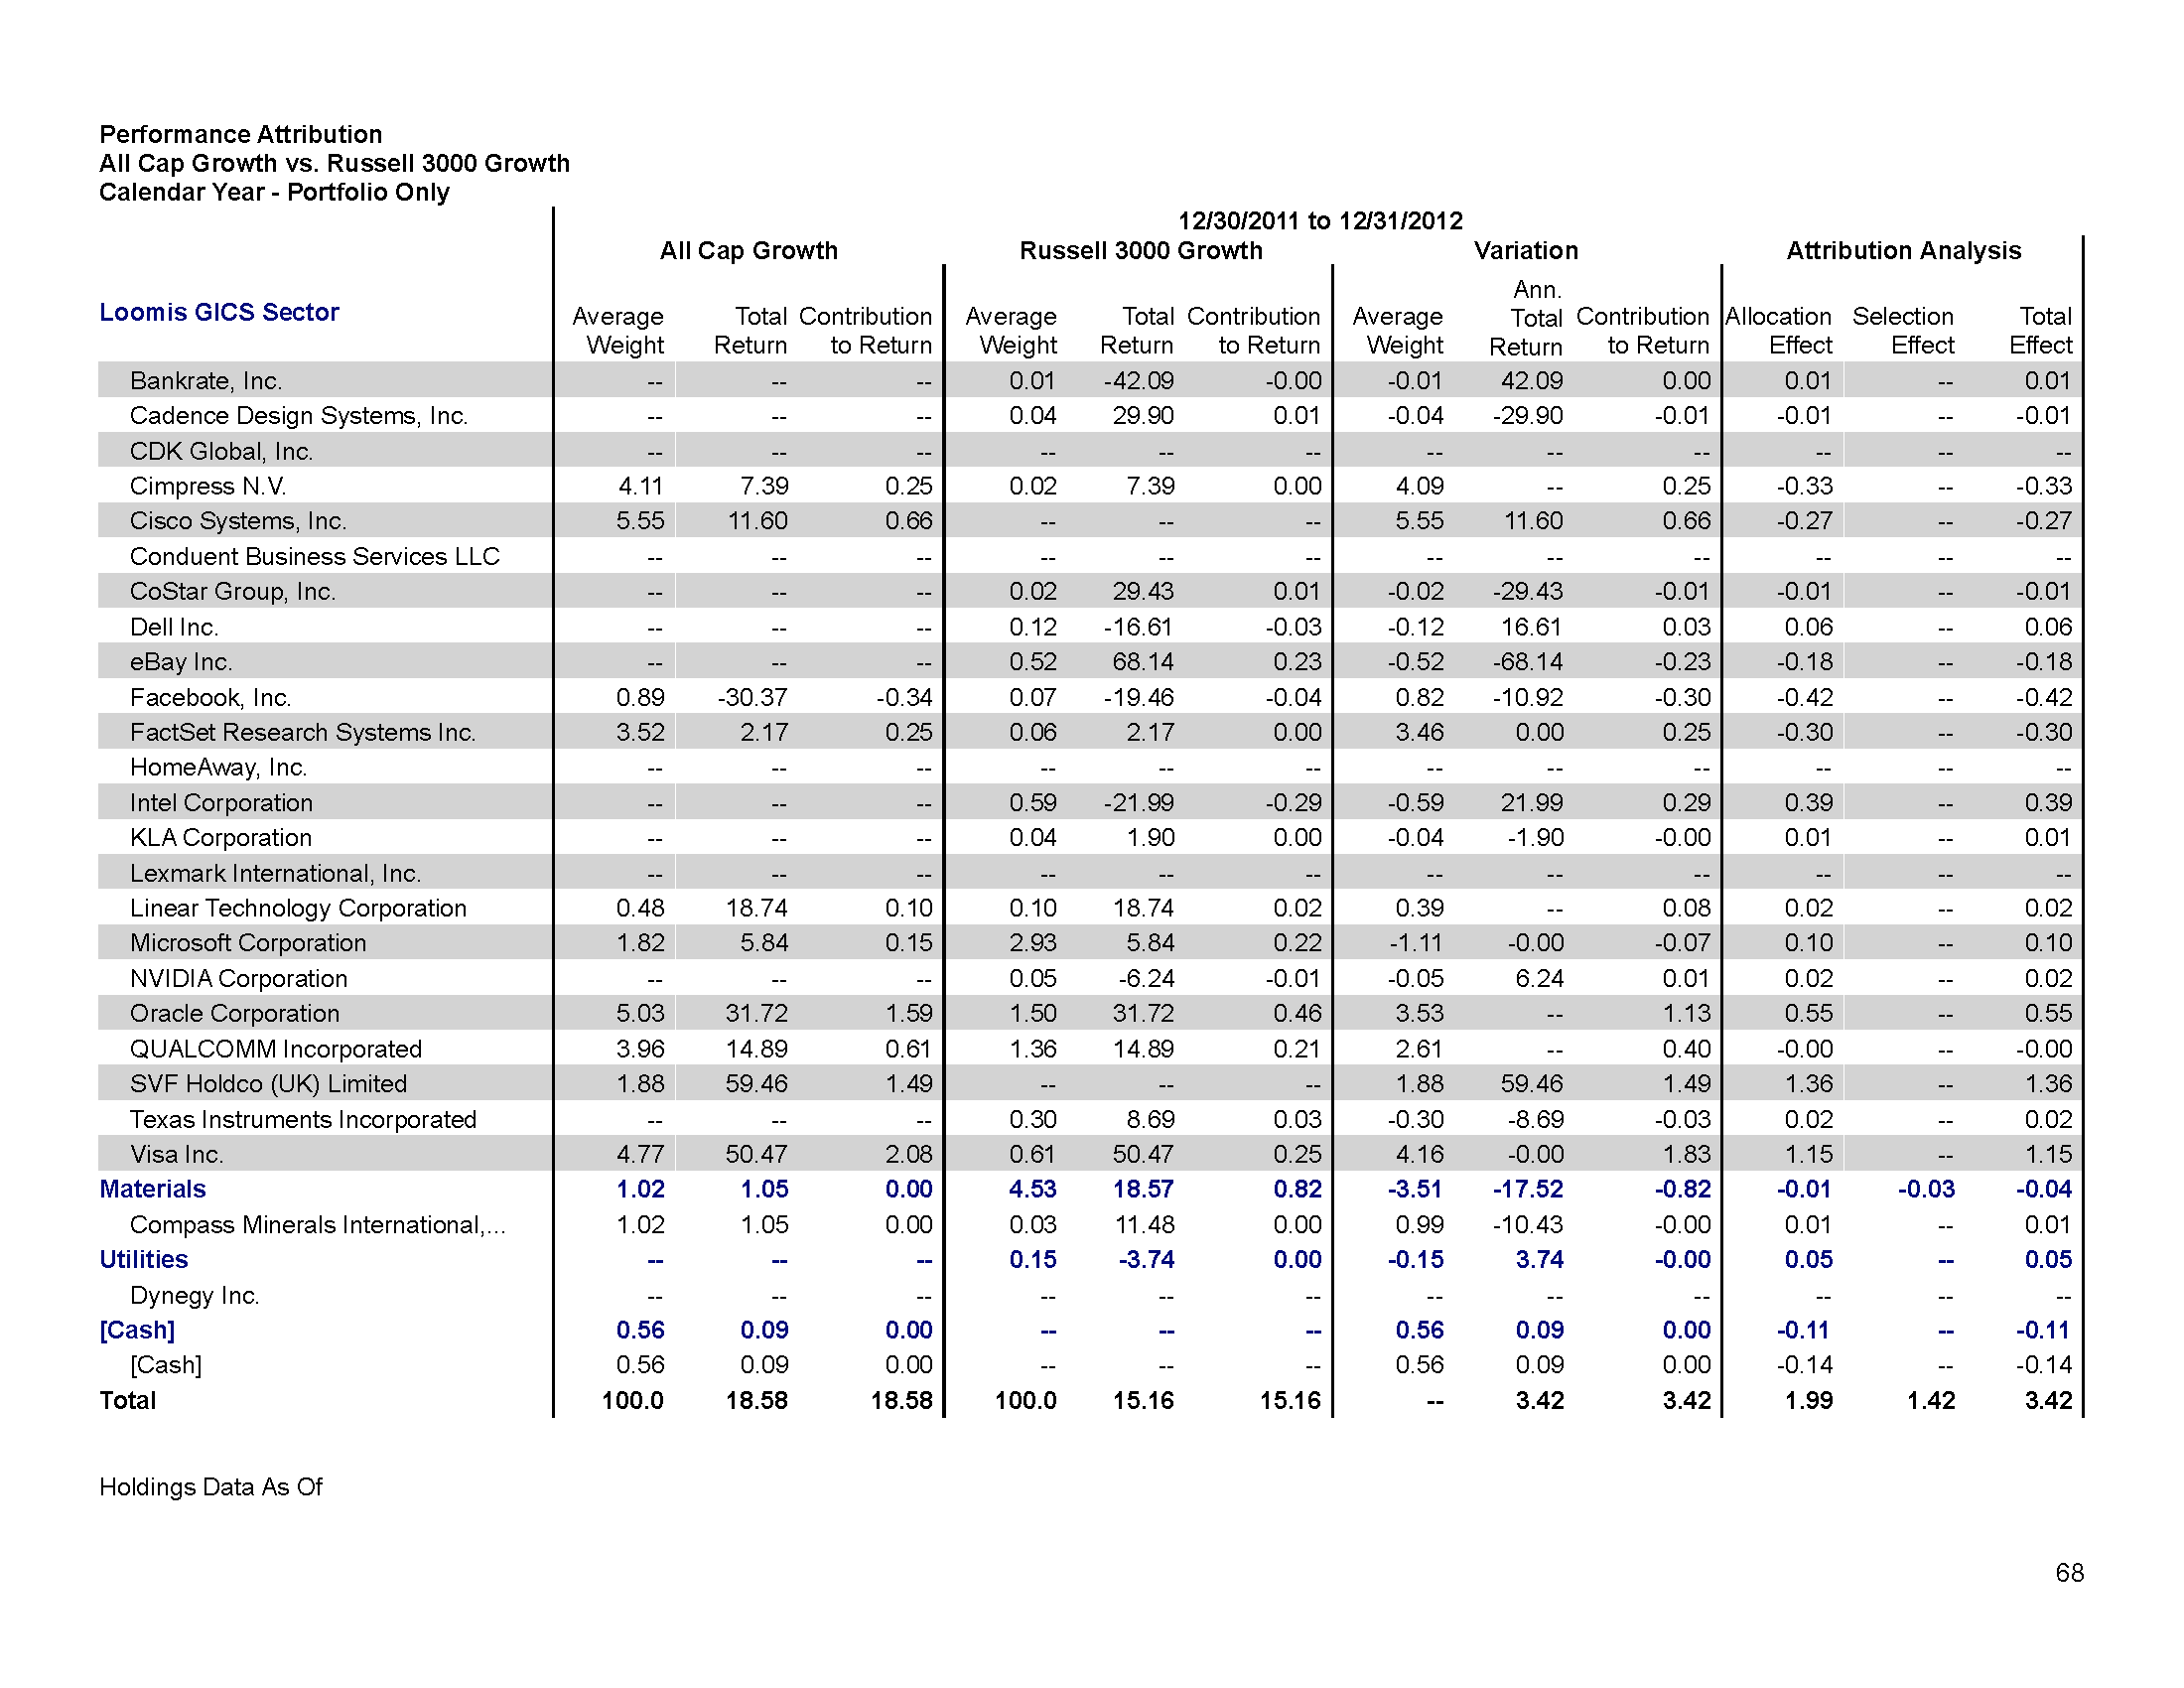 Performance Attribution
All Cap Growth vs. Russell 3000 Growth
Calendar Year - Portfolio Only
12/30/2011 to 12/31/2012
All Cap Growth Russell 3000 Growth Variation Attribution Analysis
Loomis GICS Sector Average Weight Total Return Contribution to Return Average Weight Total Return Contribution to Return Average Weight Ann. Total Return Contribution to Return Allocation Effect Selection Effect Total Effect
Bankrate, Inc. -- -- -- 0.01 -42.09 -0.00 -0.01 42.09 0.00 0.01 -- 0.01
Cadence Design Systems, Inc. -- -- -- 0.04 29.90 0.01 -0.04 -29.90 -0.01 -0.01 -- -0.01
CDK Global, Inc. -- -- -- -- -- -- -- -- -- -- -- --
Cimpress N.V. 4.11 7.39 0.25 0.02 7.39 0.00 4.09 -- 0.25 -0.33 -- -0.33
Cisco Systems, Inc. 5.55 11.60 0.66 -- -- -- 5.55 11.60 0.66 -0.27 -- -0.27
Conduent Business Services LLC -- -- -- -- -- -- -- -- -- -- -- --
CoStar Group, Inc. -- -- -- 0.02 29.43 0.01 -0.02 -29.43 -0.01 -0.01 -- -0.01
Dell Inc. -- -- -- 0.12 -16.61 -0.03 -0.12 16.61 0.03 0.06 -- 0.06
eBay Inc. -- -- -- 0.52 68.14 0.23 -0.52 -68.14 -0.23 -0.18 -- -0.18
Facebook, Inc. 0.89 -30.37 -0.34 0.07 -19.46 -0.04 0.82 -10.92 -0.30 -0.42 -- -0.42
FactSet Research Systems Inc. 3.52 2.17 0.25 0.06 2.17 0.00 3.46 0.00 0.25 -0.30 -- -0.30
HomeAway, Inc. -- -- -- -- -- -- -- -- -- -- -- --
Intel Corporation -- -- -- 0.59 -21.99 -0.29 -0.59 21.99 0.29 0.39 -- 0.39
KLA Corporation -- -- -- 0.04 1.90 0.00 -0.04 -1.90 -0.00 0.01 -- 0.01
Lexmark International, Inc. -- -- -- -- -- -- -- -- -- -- -- --
Linear Technology Corporation 0.48 18.74 0.10 0.10 18.74 0.02 0.39 -- 0.08 0.02 -- 0.02
Microsoft Corporation 1.82 5.84 0.15 2.93 5.84 0.22 -1.11 -0.00 -0.07 0.10 -- 0.10
NVIDIA Corporation -- -- -- 0.05 -6.24 -0.01 -0.05 6.24 0.01 0.02 -- 0.02
Oracle Corporation 5.03 31.72 1.59 1.50 31.72 0.46 3.53 -- 1.13 0.55 -- 0.55
QUALCOMM Incorporated 3.96 14.89 0.61 1.36 14.89 0.21 2.61 -- 0.40 -0.00 -- -0.00
SVF Holdco (UK) Limited 1.88 59.46 1.49 -- -- -- 1.88 59.46 1.49 1.36 -- 1.36
Texas Instruments Incorporated -- -- -- 0.30 8.69 0.03 -0.30 -8.69 -0.03 0.02 -- 0.02
Visa Inc. 4.77 50.47 2.08 0.61 50.47 0.25 4.16 -0.00 1.83 1.15 -- 1.15
Materials 1.02 1.05 0.00 4.53 18.57 0.82 -3.51 -17.52 -0.82 -0.01 -0.03 -0.04
Compass Minerals International,... 1.02 1.05 0.00 0.03 11.48 0.00 0.99 -10.43 -0.00 0.01 -- 0.01
Utilities -- -- -- 0.15 -3.74 0.00 -0.15 3.74 -0.00 0.05 -- 0.05
Dynegy Inc. -- -- -- -- -- -- -- -- -- -- -- --
[Cash] 0.56 0.09 0.00 -- -- -- 0.56 0.09 0.00 -0.11 -- -0.11
[Cash] 0.56 0.09 0.00 -- -- -- 0.56 0.09 0.00 -0.14 -- -0.14
Total 100.0 18.58 18.58 100.0 15.16 15.16 -- 3.42 3.42 1.99 1.42 3.42
Holdings Data As Of
68